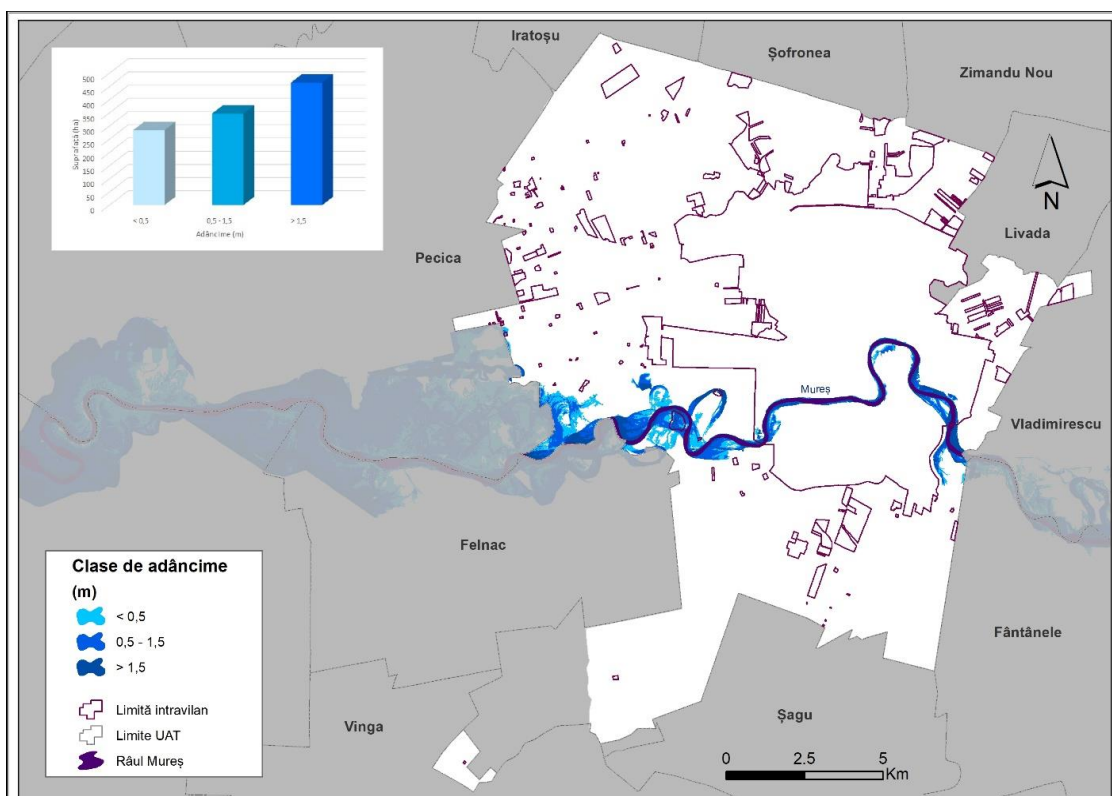 Iratoșu
Șofronea
Zimandu Nou
500
450
400
350
300
250
200
150
100
50
0
Suprafață (ha)
< 0,5
0,5 - 1,5
> 1,5
Adâncime (m)
N
Livada
Pecica
Mureș
Vladimirescu
Felnac
Fântânele
Vinga
Șagu
Clase de adâncime
(m)
< 0,5
0,5 - 1,5
> 1,5
Limită intravilan
Limite UAT
Râul Mureș
0 2.5 5
Km